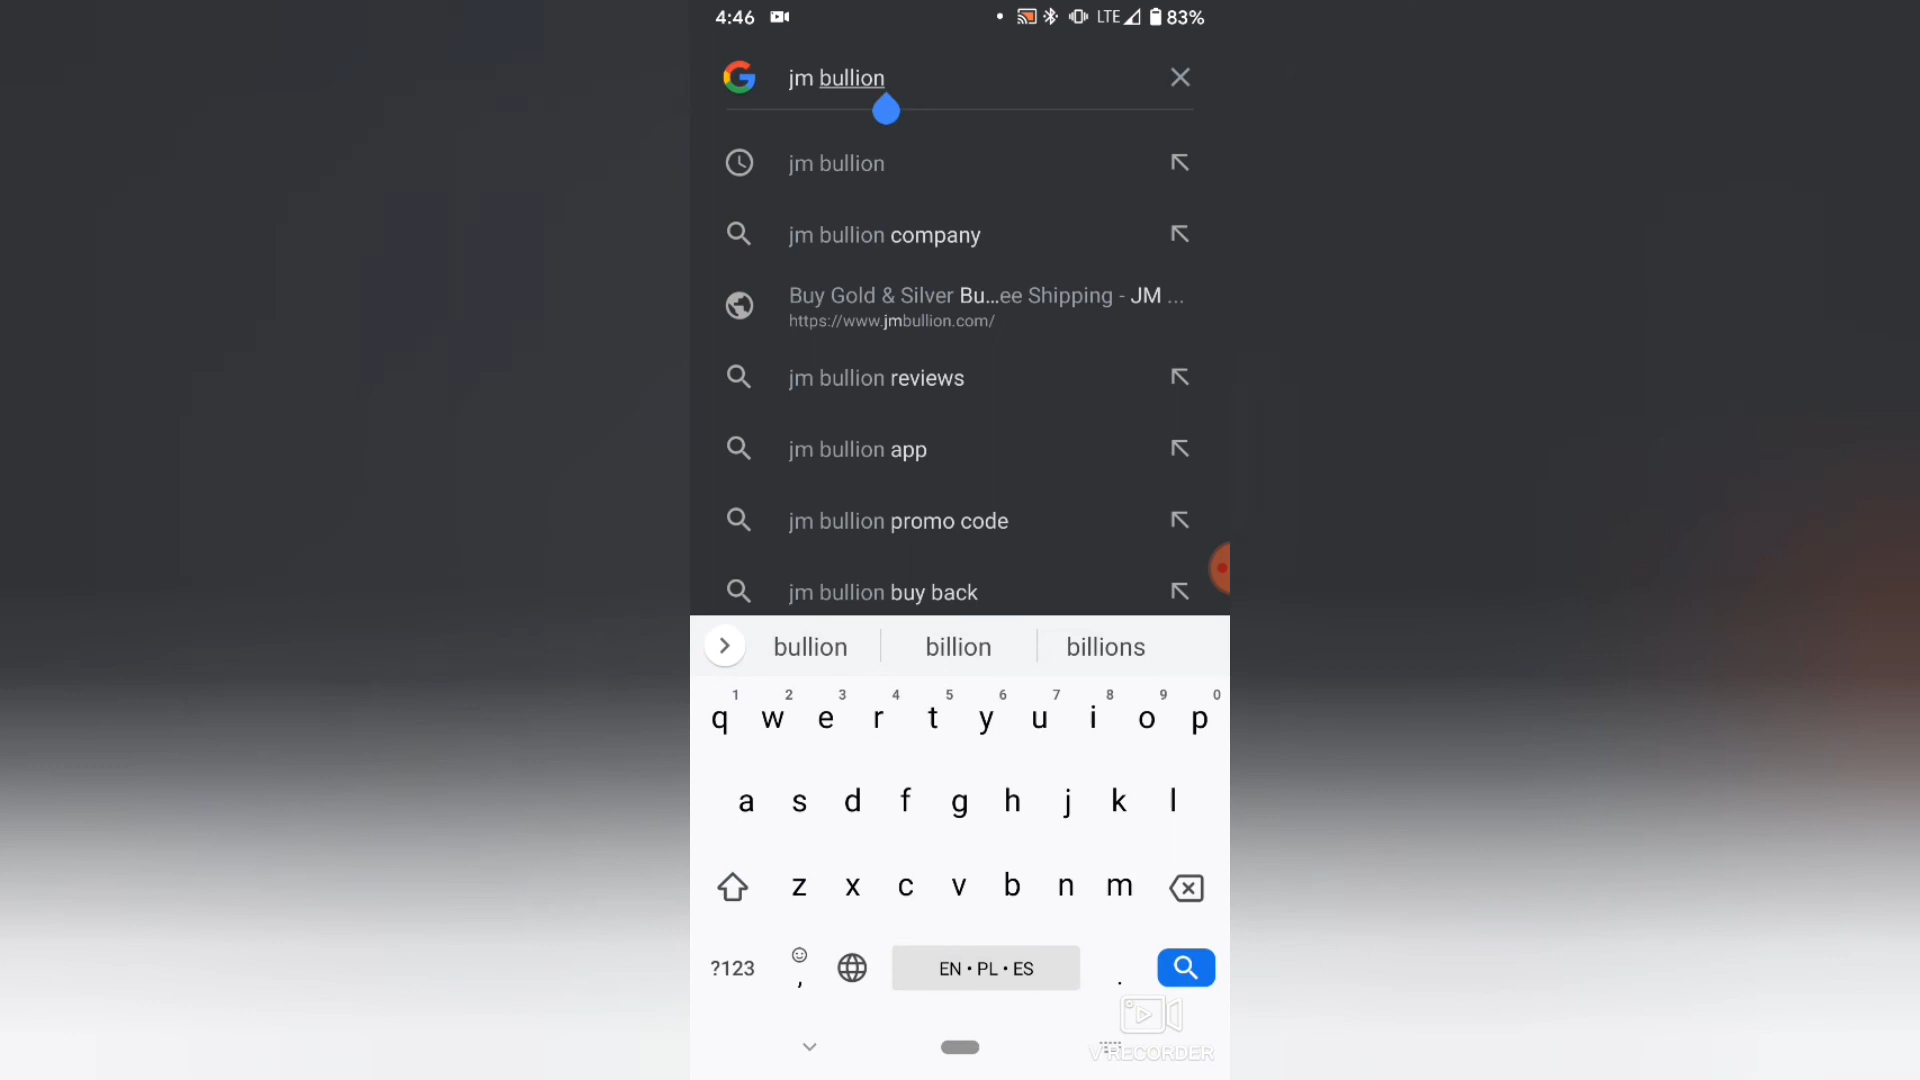 4:46 LTE 83%
jm bullion
jm bullion
jm bullion company
Buy Gold & Silver Bu...ee Shipping - JM ...
https://www.jmbullion.com/
jm bullion reviews
jm bullion app
jm bullion promo code
jm bullion buy back
bullion billion billions
1 2 3 4 5 6 7 8 9 0
q w e r t y u i o p
a s d f g h j k l
z x c v b n m
?123 , EN • PL • ES .
V RECORDER